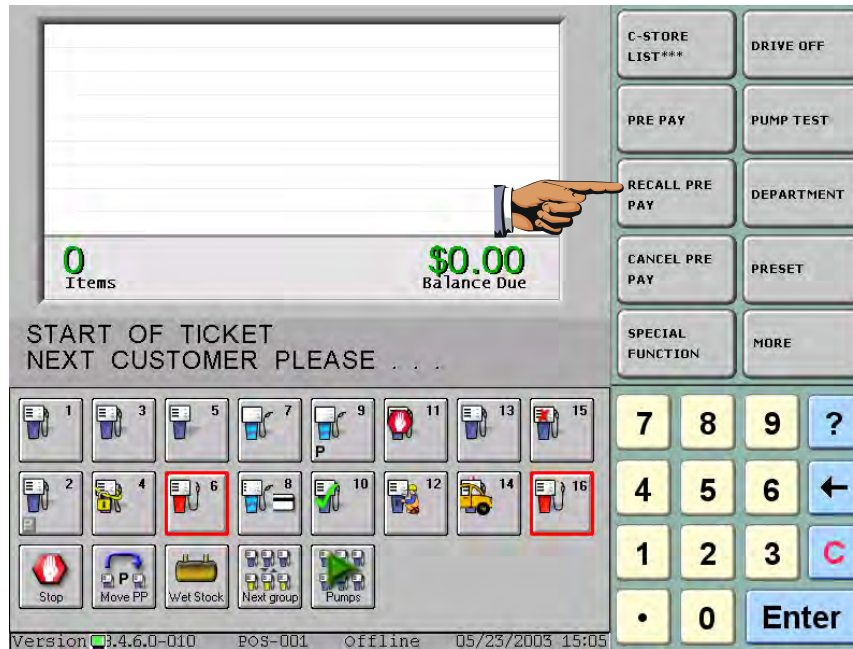 C-STORE
LIST***
DRIVE OFF
PRE PAY
PUMP TEST
RECALL PRE
PAY
DEPARTMENT
CANCEL PRE
PAY
PRESET
SPECIAL
FUNCTION
MORE
0
Items
$0.00
Balance Due
START OF TICKET
NEXT CUSTOMER PLEASE . . .
1 3 5 7 9 11 13 15
P
2 4 6 8 10 12 14 16
P
Stop Move PP Wet Stock Next group Pumps
7 8 9 ?
4 5 6 ←
1 2 3 C
. 0 Enter
Version 3.4.6.0-010 POS-001 Offline 05/23/2003 15:05